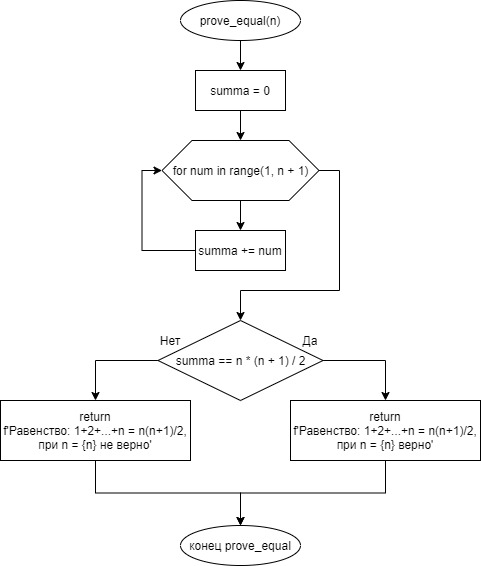 prove_equal(n)
summa = 0
for num in range(1, n + 1)
summa += num
Нет
Да
summa == n * (n + 1) / 2
return
f'Равенство: 1+2+...+n = n(n+1)/2,
при n = {n} не верно'
return
f'Равенство: 1+2+...+n = n(n+1)/2,
при n = {n} верно'
конец prove_equal